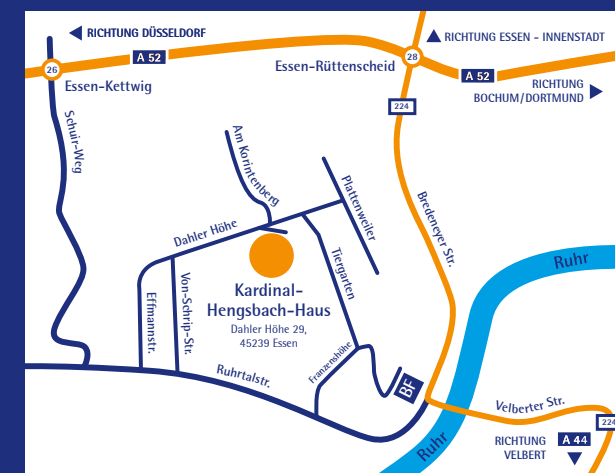 RICHTUNG DÜSSELDORF
A 52
26
Essen-Kettwig
Essen-Rüttenscheid
28
RICHTUNG ESSEN - INNENSTADT
A 52
RICHTUNG
BOCHUM/DORTMUND
224
Schuir-Weg
Am Korintenberg
Plattenweiler
Bredeneyer Str.
Dahler Höhe
Tiergarten
Ruhr
Effmannstr.
Von-Schrip-Str.
Kardinal-
Hengsbach-Haus
Dahler Höhe 29,
45239 Essen
Franzenshöhe
Ruhrtalstr.
BF
Velberter Str.
224
Ruhr
RICHTUNG
VELBERT
A 44